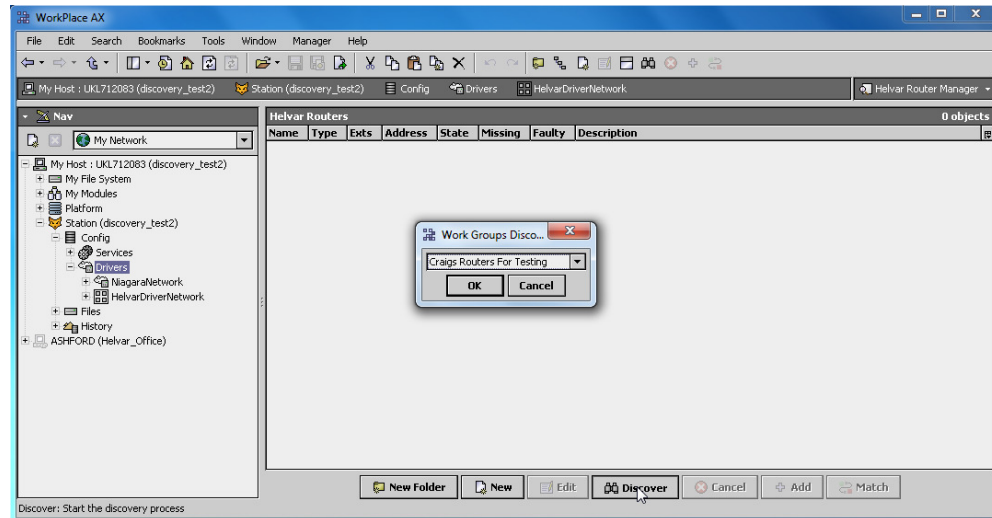 WorkPlace AX
File Edit Search Bookmarks Tools Window Manager Help
My Host : UKL712083 (discovery_test2) Station (discovery_test2) Config Drivers HelvarDriverNetwork Helvar Router Manager
Nav
My Network
My Host : UKL712083 (discovery_test2)
My File System
My Modules
Platform
Station (discovery_test2)
Config
Services
Drivers
NiagaraNetwork
HelvarDriverNetwork
Files
History
ASHFORD (Helvar_Office)
Helvar Routers 0 objects
Name Type Exts Address State Missing Faulty Description
Work Groups Disco...
Craigs Routers For Testing
OK Cancel
New Folder New Edit Discover Cancel Add Match
Discover: Start the discovery process